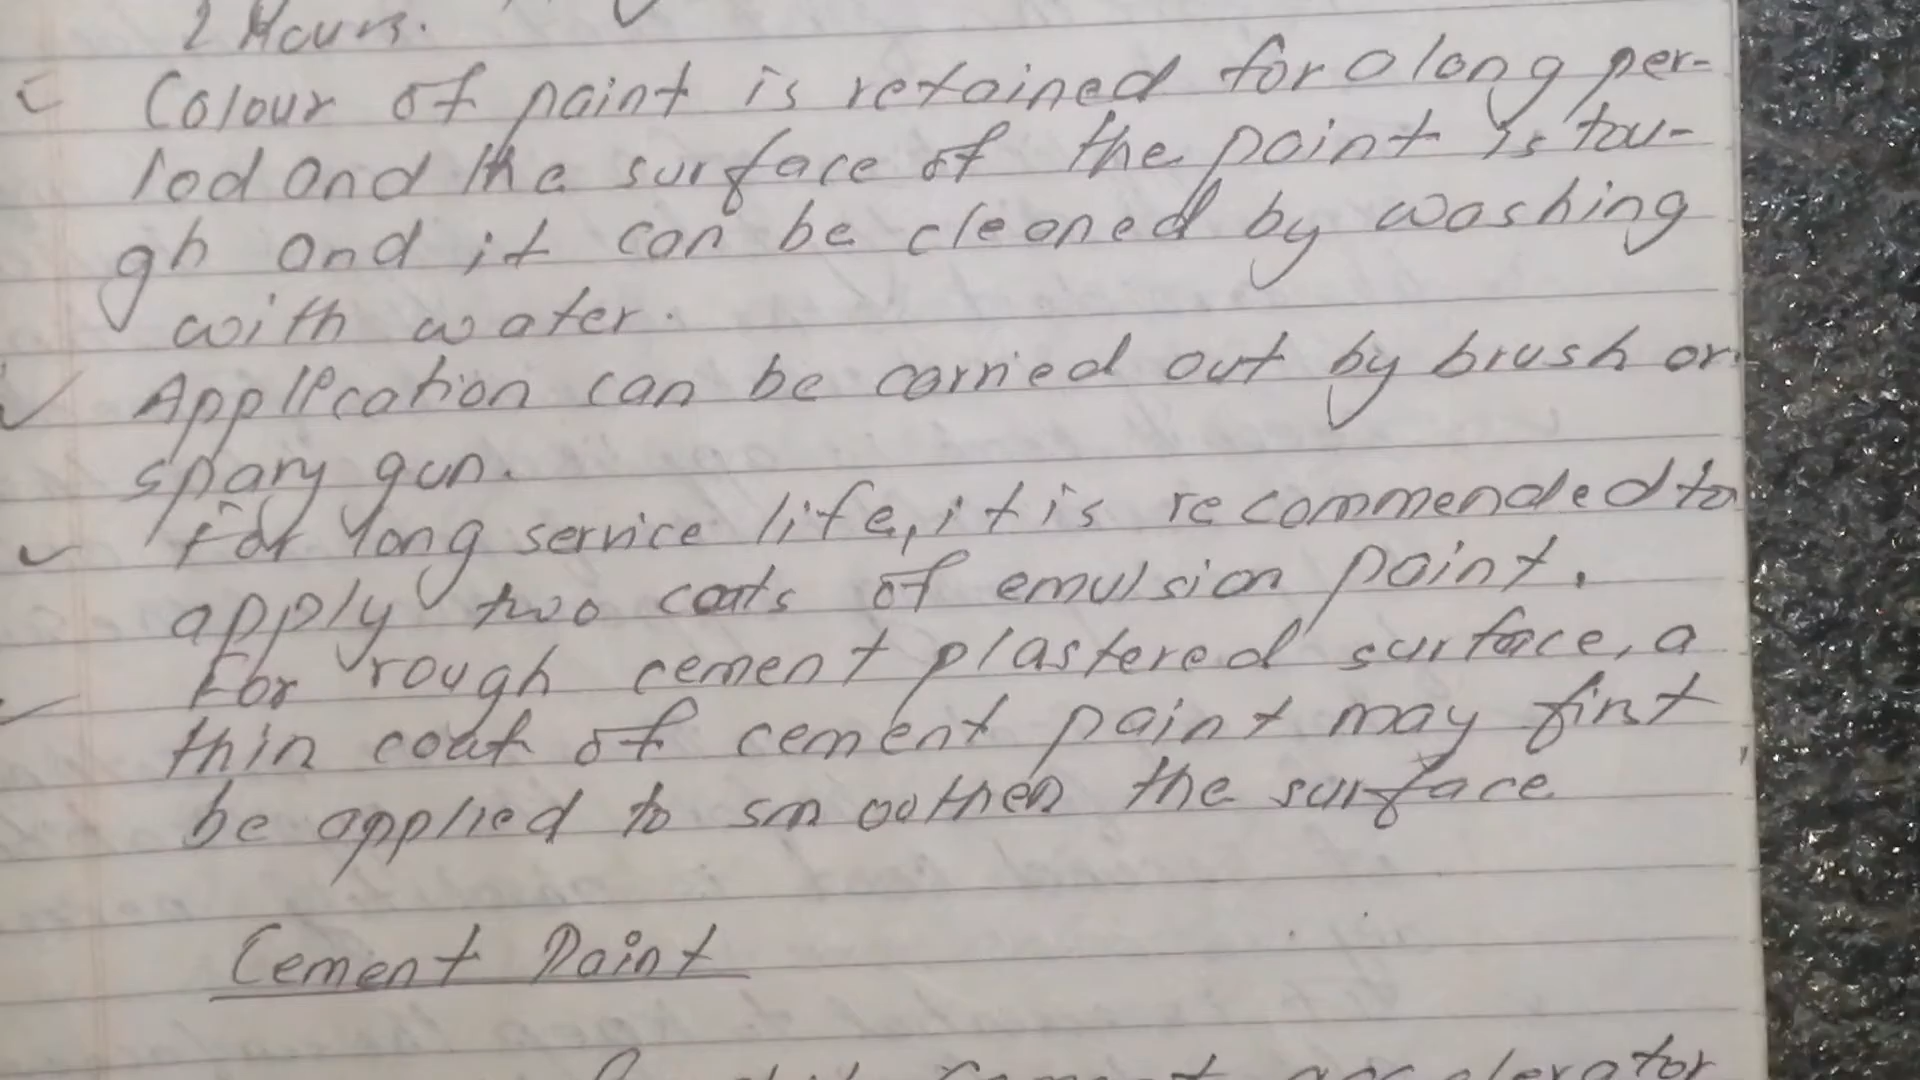 2 Hours.
Colour of paint is retained for a long per-
iod and the surface of the paint is tou-
gh and it can be cleaned by washing
with water.
Application can be carried out by brush or
spary gun.
For long service life, it is recommended to
apply two coats of emulsion paint.
For rough cement plastered surface, a
thin coat of cement paint may first
be applied to smoothen the surface
Cement Paint
cement accelerator